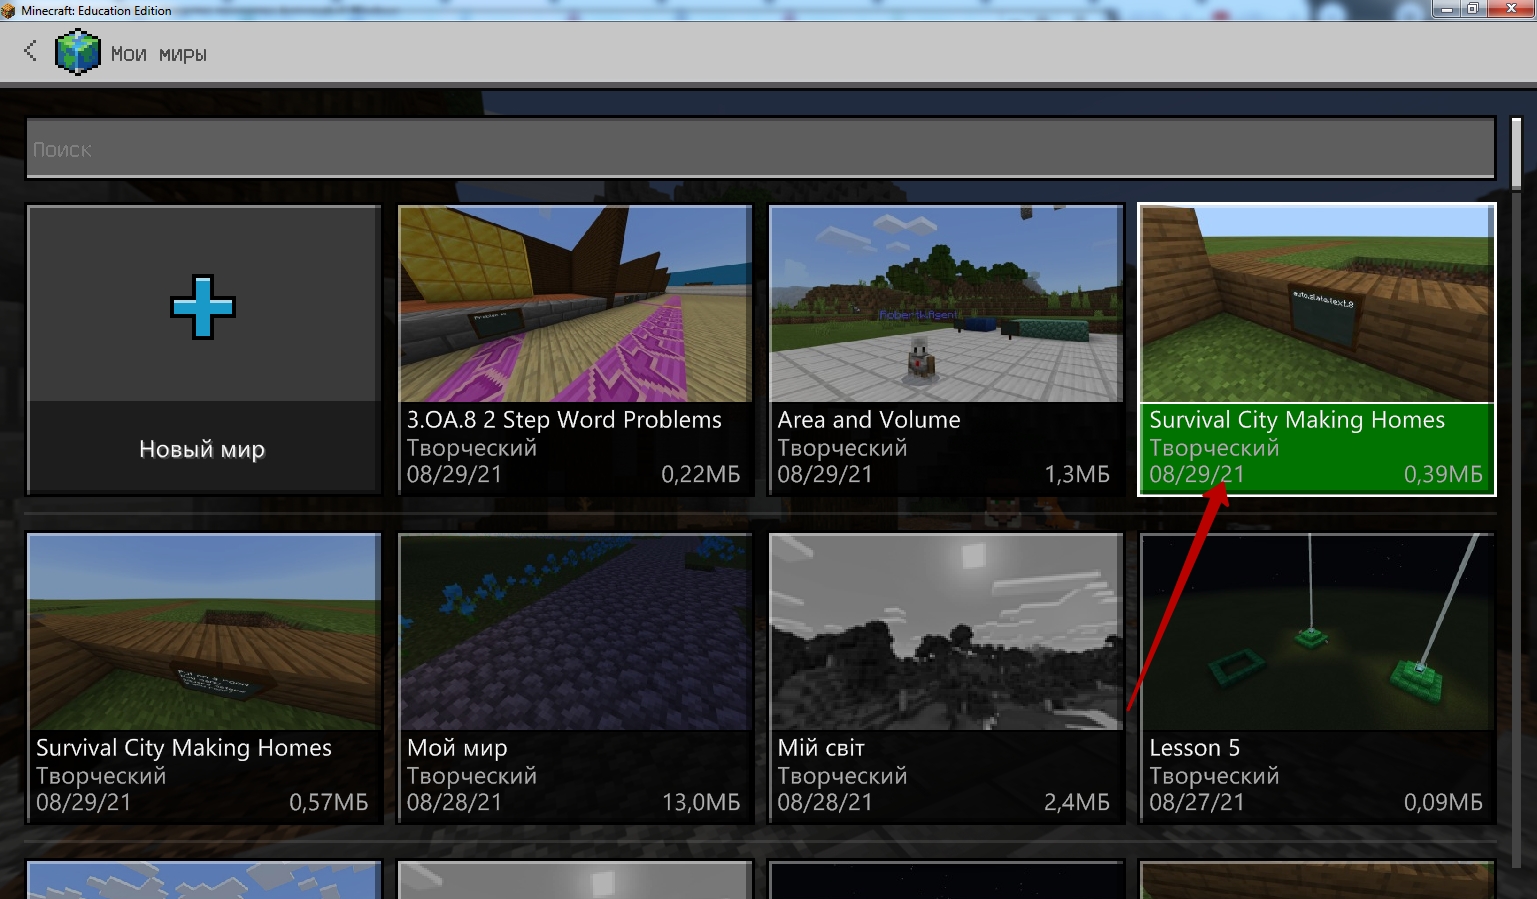 Minecraft: Education Edition
Мои миры
Поиск
Новый мир
3.OA.8 2 Step Word Problems
Творческий
08/29/21 0,22МБ
Area and Volume
Творческий
08/29/21 1,3МБ
Survival City Making Homes
Творческий
08/29/21 0,39МБ
Survival City Making Homes
Творческий
08/29/21 0,57МБ
Мой мир
Творческий
08/28/21 13,0МБ
Мій світ
Творческий
08/28/21 2,4МБ
Lesson 5
Творческий
08/27/21 0,09МБ